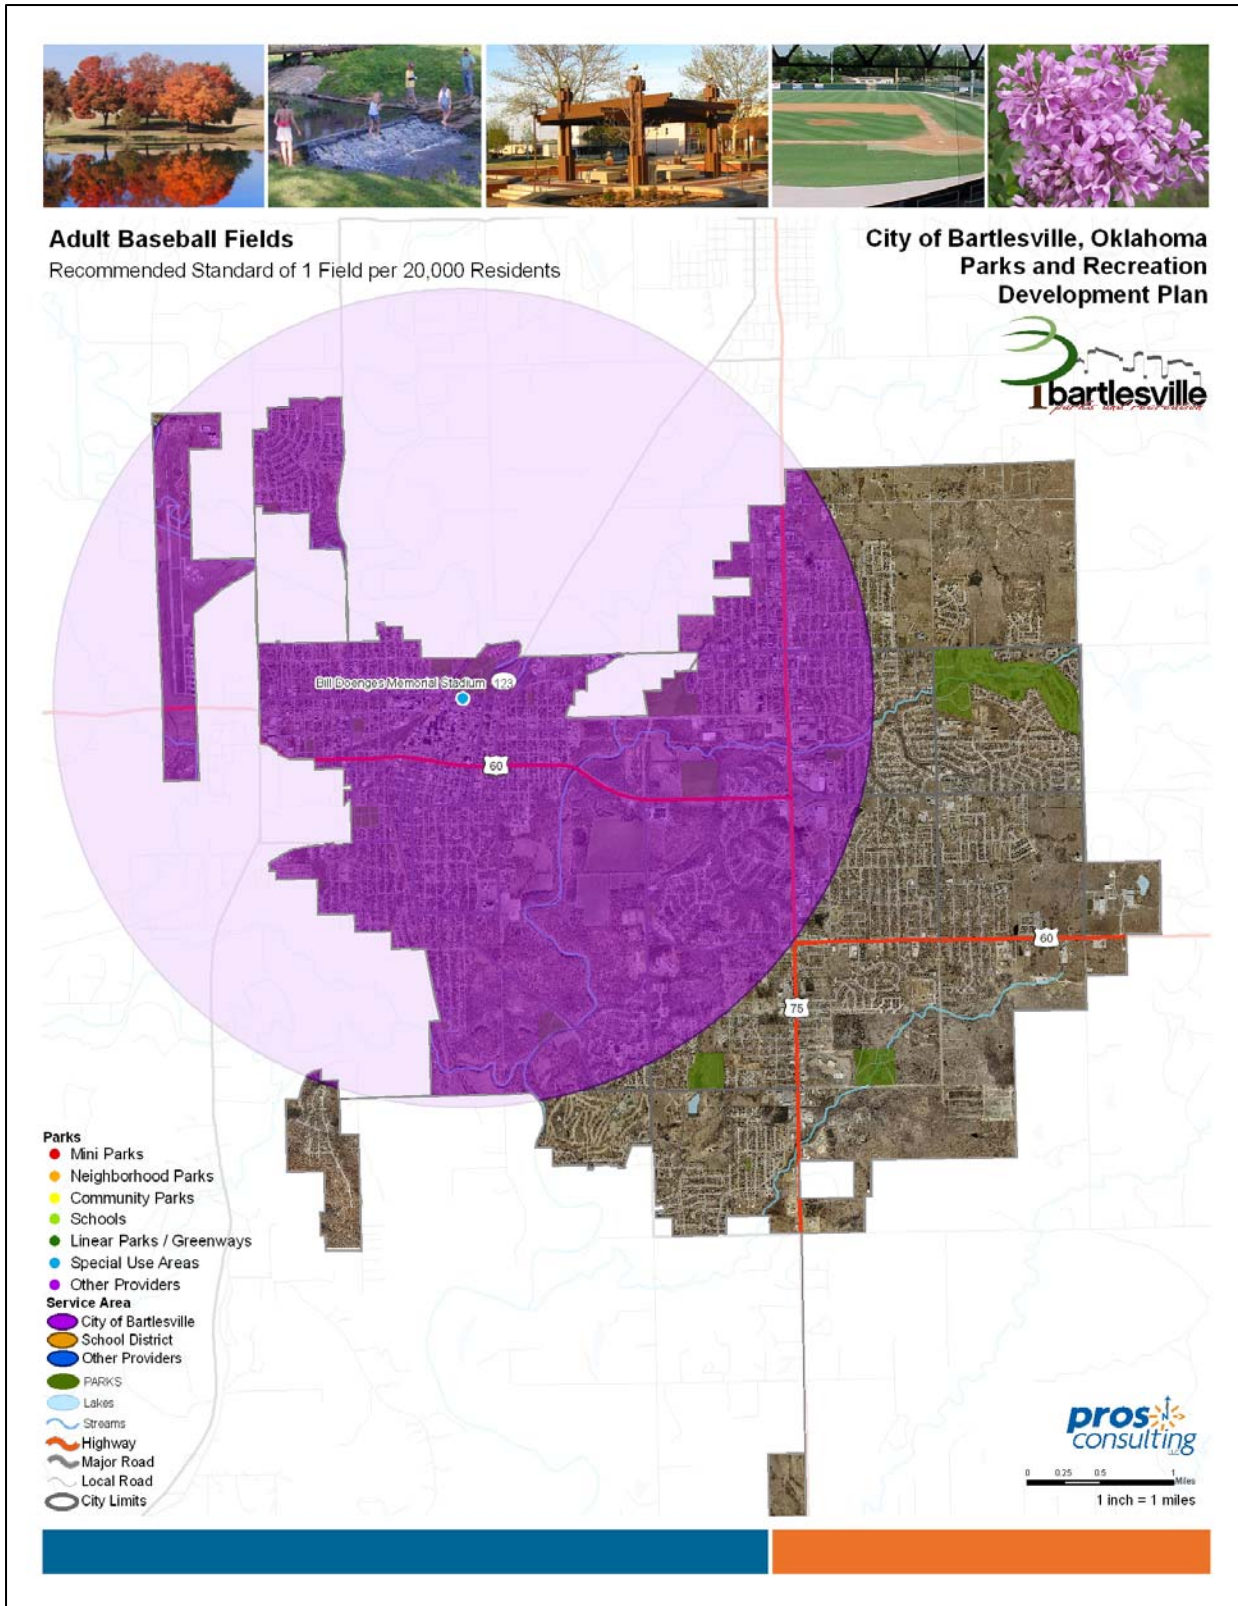 Adult Baseball Fields
Recommended Standard of 1 Field per 20,000 Residents
City of Bartlesville, Oklahoma
Parks and Recreation
Development Plan
bartlesville
parks and recreation
Bill Doenges Memorial Stadium
123
60
60
75
Parks
Mini Parks
Neighborhood Parks
Community Parks
Schools
Linear Parks / Greenways
Special Use Areas
Other Providers
Service Area
City of Bartlesville
School District
Other Providers
PARKS
Lakes
Streams
Highway
Major Road
Local Road
City Limits
N
pros
consulting
LLC
0 0.25 0.5 1
Miles
1 inch = 1 miles